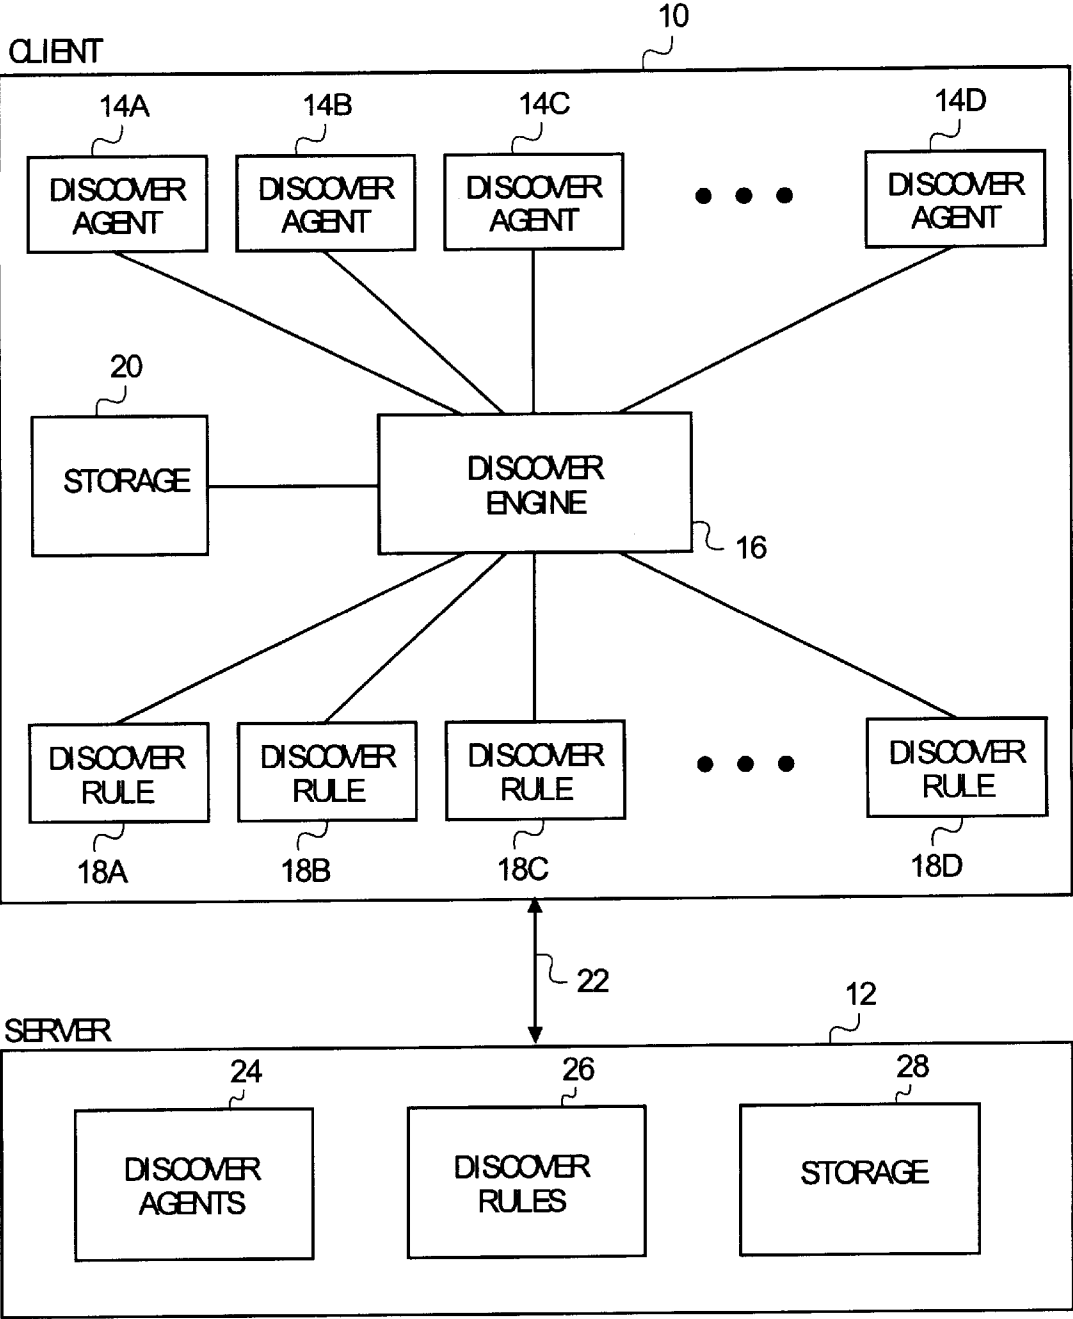 10
CLIENT
14A
14B
14C
14D
DISCOVER
AGENT
DISCOVER
AGENT
DISCOVER
AGENT
DISCOVER
AGENT
20
STORAGE
DISCOVER
ENGINE
16
DISCOVER
RULE
DISCOVER
RULE
DISCOVER
RULE
DISCOVER
RULE
18A
18B
18C
18D
22
12
SERVER
24
26
28
DISCOVER
AGENTS
DISCOVER
RULES
STORAGE